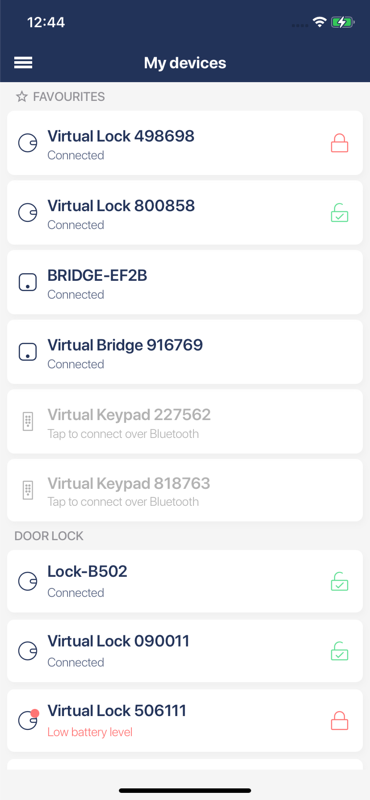 12:44
My devices
FAVOURITES
Virtual Lock 498698
Connected
Virtual Lock 800858
Connected
BRIDGE-EF2B
Connected
Virtual Bridge 916769
Connected
Virtual Keypad 227562
Tap to connect over Bluetooth
Virtual Keypad 818763
Tap to connect over Bluetooth
DOOR LOCK
Lock-B502
Connected
Virtual Lock 090011
Connected
Virtual Lock 506111
Low battery level